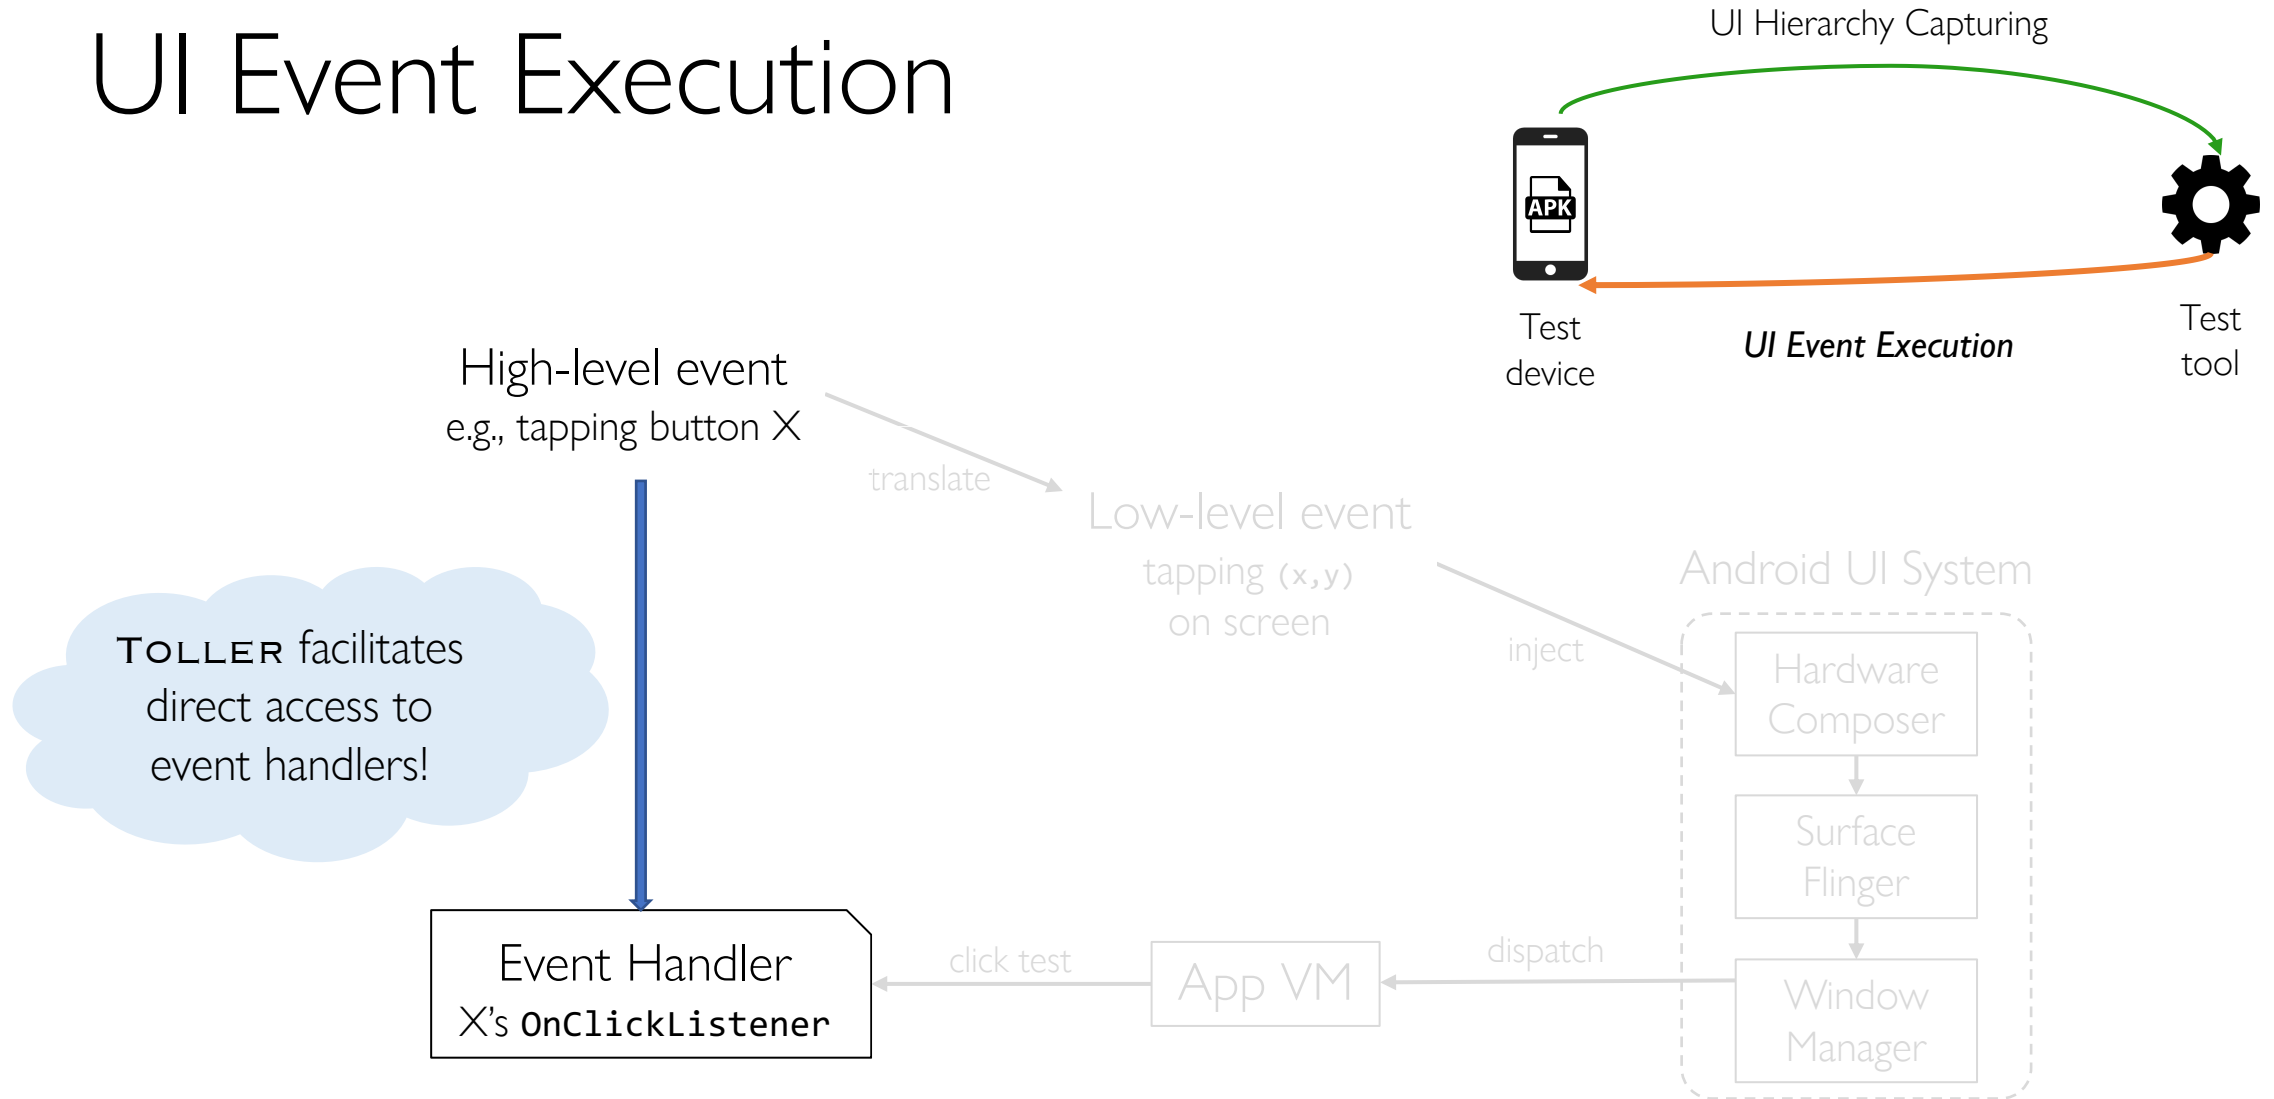 UI Event Execution
UI Hierarchy Capturing
APK
Test
device
UI Event Execution
Test
tool
High-level event
e.g., tapping button X
translate
Low-level event
tapping (x,y)
on screen
inject
Android UI System
Hardware
Composer
Surface
Flinger
Window
Manager
dispatch
App VM
click test
Event Handler
X's OnClickListener
TOLLER facilitates
direct access to
event handlers!